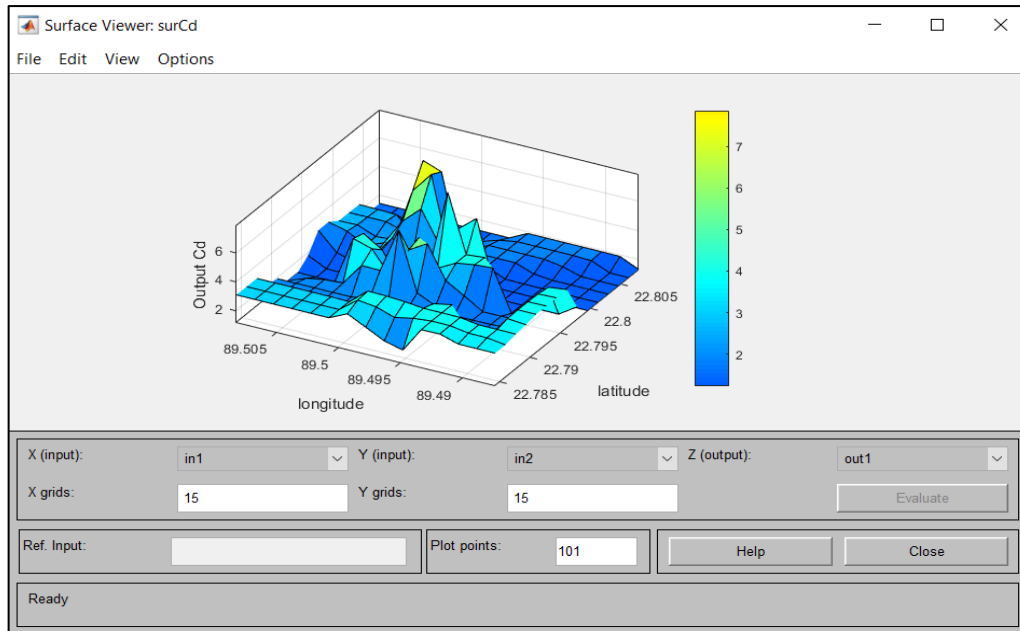 Surface Viewer: surCd
File Edit View Options
Output Cd
6
4
2
89.505
89.5
89.495
89.49
longitude
22.785
22.79
22.795
22.8
22.805
latitude
7
6
5
4
3
2
X (input): in1 Y (input): in2 Z (output): out1
X grids: 15 Y grids: 15 Evaluate
Ref. Input: Plot points: 101 Help Close
Ready